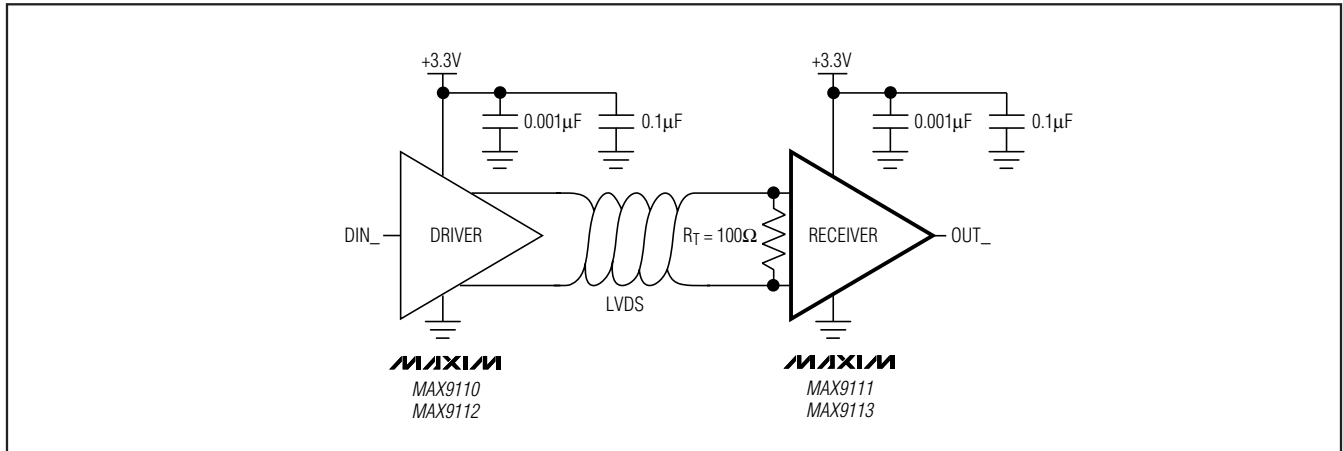 +3.3V
0.001µF
0.1µF
DIN_
DRIVER
LVDS
MAXIM
MAX9110
MAX9112
+3.3V
0.001µF
0.1µF
RT = 100Ω
RECEIVER
OUT_
MAXIM
MAX9111
MAX9113